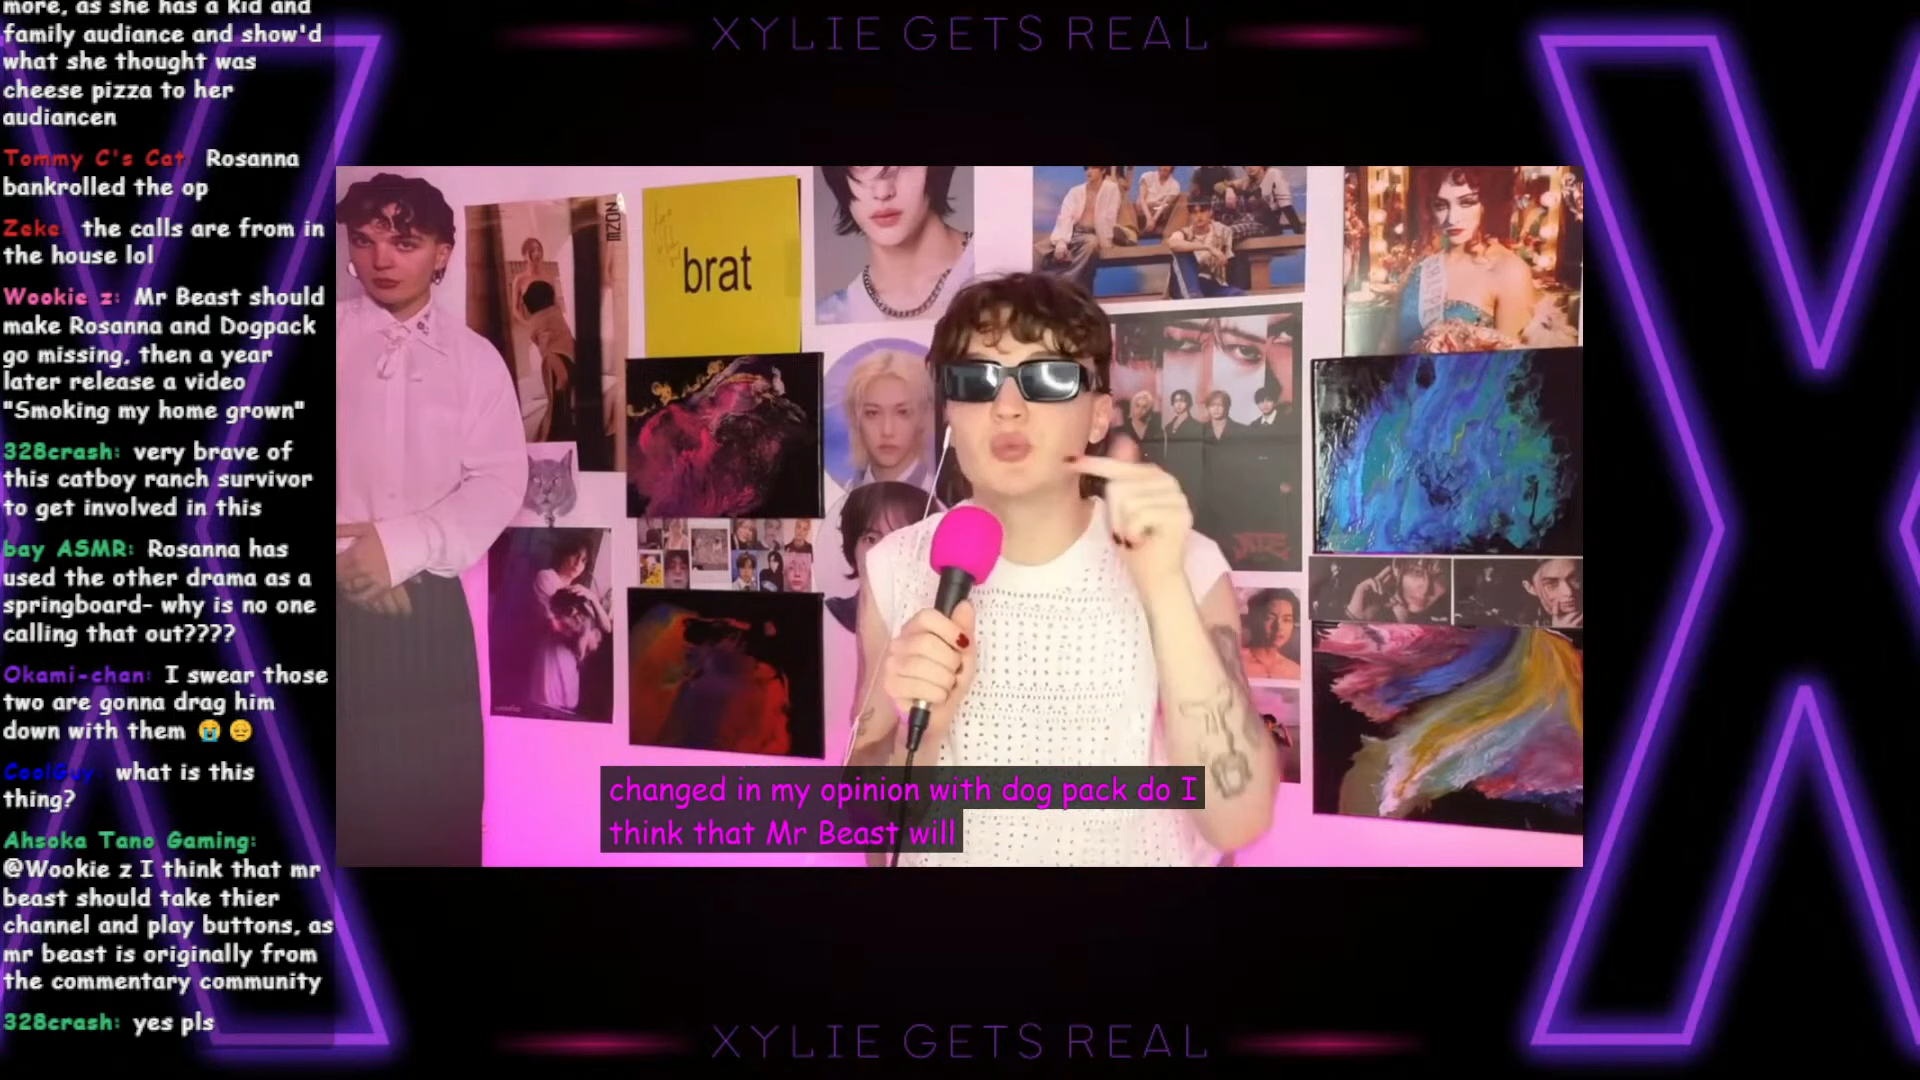 XYLIE GETS REAL
more, as she has a kid and
family audiance and show'd
what she thought was
cheese pizza to her
audiancen
Tommy C's Cat: Rosanna
bankrolled the op
Zeke: the calls are from in
the house lol
Wookie z: Mr Beast should
make Rosanna and Dogpack
go missing, then a year
later release a video
"Smoking my home grown"
328crash: very brave of
this catboy ranch survivor
to get involved in this
bay ASMR: Rosanna has
used the other drama as a
springboard- why is no one
calling that out????
Okami-chan: I swear those
two are gonna drag him
down with them 😭😔
CoolGuy: what is this
thing?
Ahsoka Tano Gaming:
@Wookie z I think that mr
beast should take thier
channel and play buttons, as
mr beast is originally from
the commentary community
328crash: yes pls
MZON
brat
changed in my opinion with dog pack do I
think that Mr Beast will
XYLIE GETS REAL